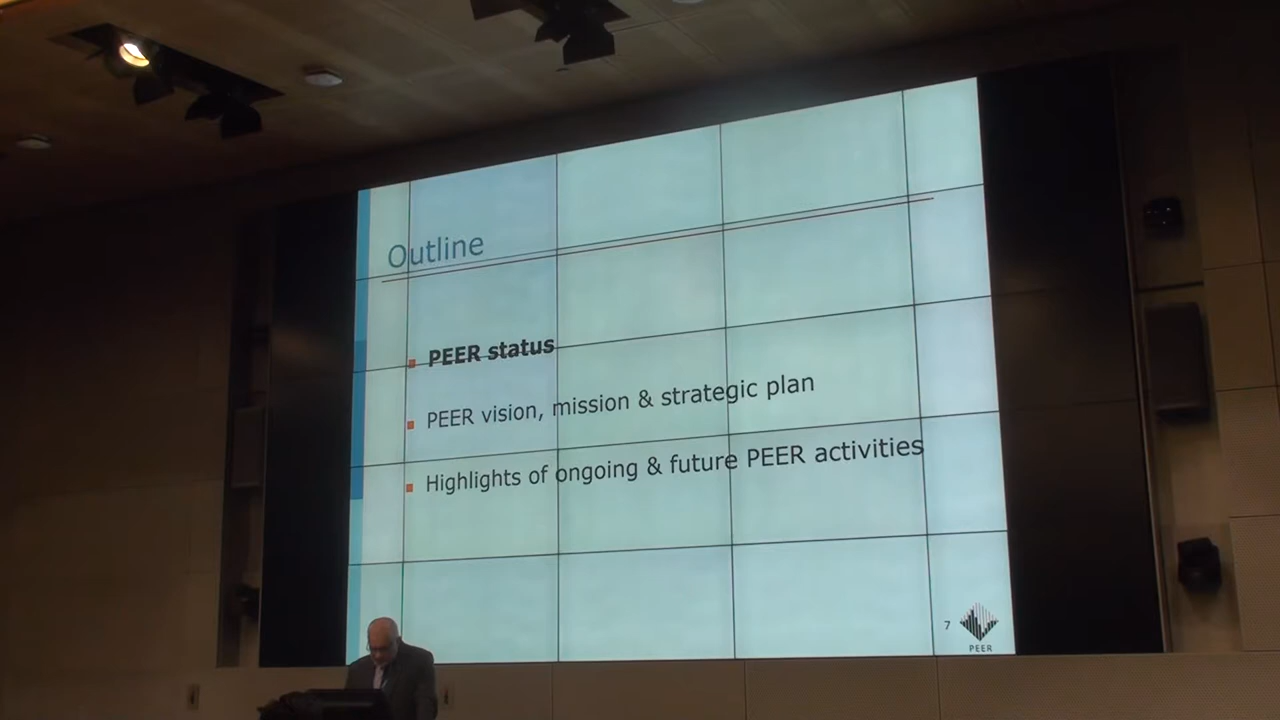 Outline
PEER status
PEER vision, mission & strategic plan
Highlights of ongoing & future PEER activities
7
PEER